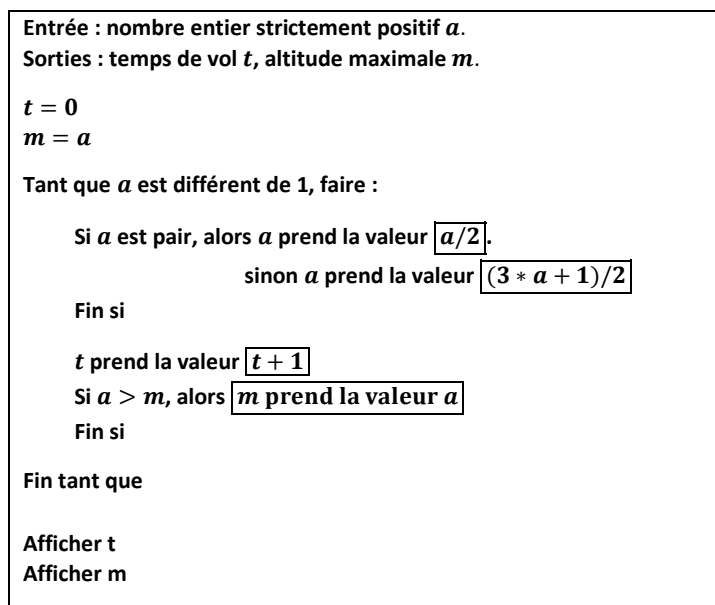 Entrée : nombre entier strictement positif a.
Sorties : temps de vol t, altitude maximale m.
t = 0
m = a
Tant que a est différent de 1, faire :
Si a est pair, alors a prend la valeur a/2.
sinon a prend la valeur (3 * a + 1)/2
Fin si
t prend la valeur t + 1
Si a > m, alors m prend la valeur a
Fin si
Fin tant que
Afficher t
Afficher m